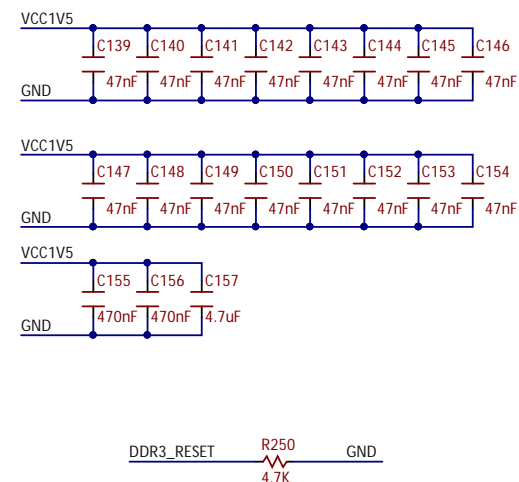 VCC1V5
C139 C140 C141 C142 C143 C144 C145 C146
47nF 47nF 47nF 47nF 47nF 47nF 47nF 47nF
GND
VCC1V5
C147 C148 C149 C150 C151 C152 C153 C154
47nF 47nF 47nF 47nF 47nF 47nF 47nF 47nF
GND
VCC1V5
C155 C156 C157
470nF 470nF 4.7uF
GND
DDR3_RESET R250 GND
4.7K